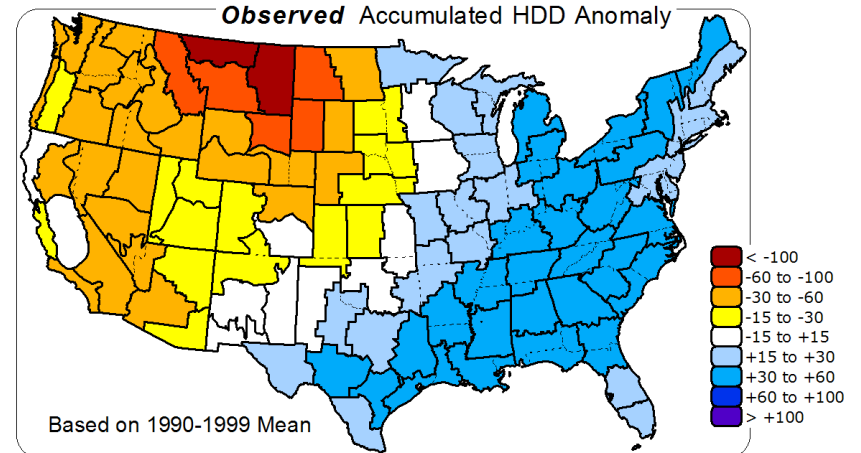 Observed Accumulated HDD Anomaly
< -100
-60 to -100
-30 to -60
-15 to -30
-15 to +15
+15 to +30
+30 to +60
+60 to +100
> +100
Based on 1990-1999 Mean